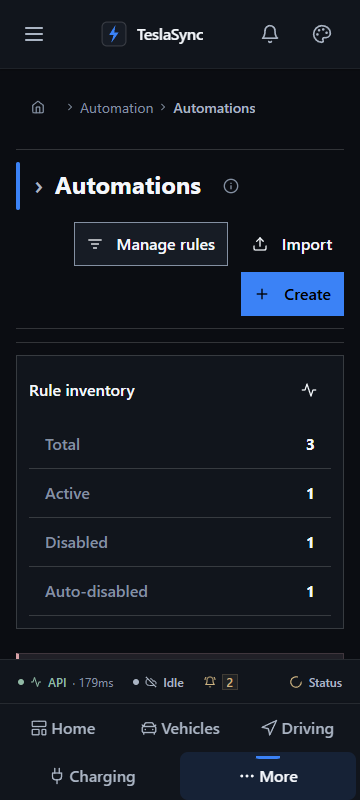 TeslaSync
Automation Automations
Automations
Manage rules Import
Create
Rule inventory
Total 3
Active 1
Disabled 1
Auto-disabled 1
API · 179ms Idle 2 Status
Home Vehicles Driving
Charging More